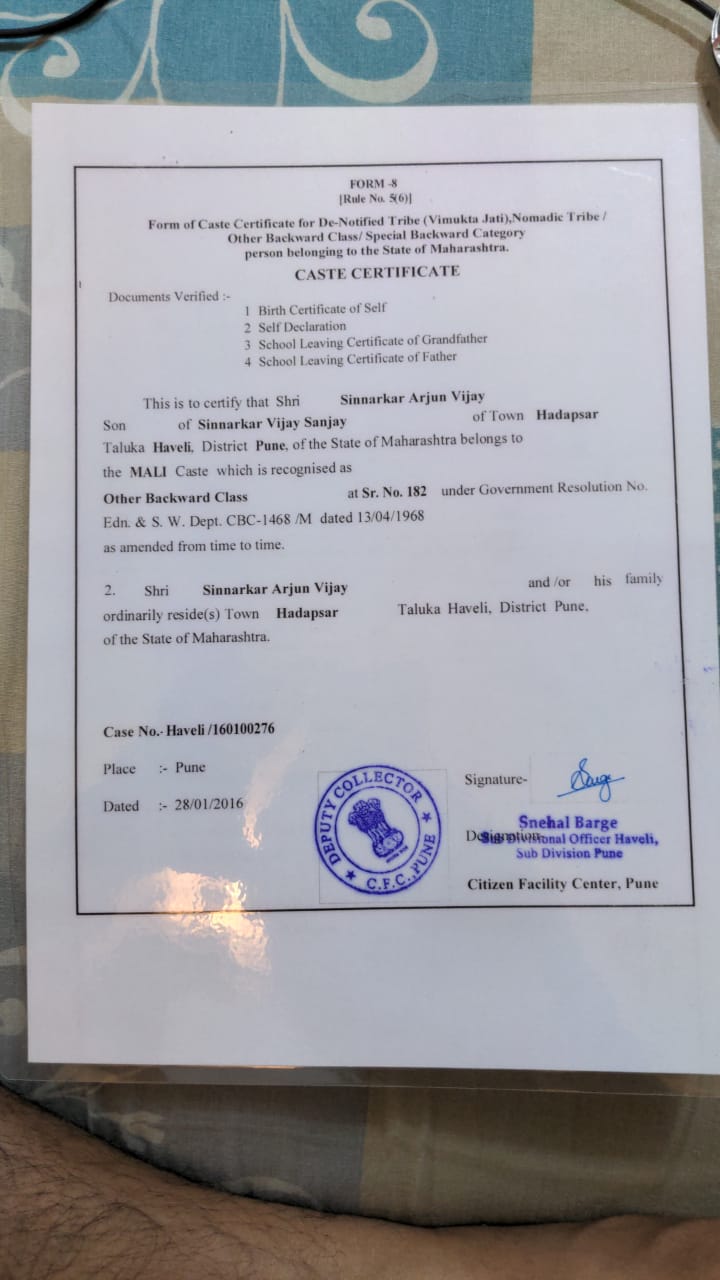 FORM -8
[Rule No. 5(6)]
Form of Caste Certificate for De-Notified Tribe (Vimukta Jati),Nomadic Tribe /
Other Backward Class/ Special Backward Category
person belonging to the State of Maharashtra.
CASTE CERTIFICATE
Documents Verified :-
1 Birth Certificate of Self
2 Self Declaration
3 School Leaving Certificate of Grandfather
4 School Leaving Certificate of Father
This is to certify that Shri Sinnarkar Arjun Vijay
Son of Sinnarkar Vijay Sanjay of Town Hadapsar
Taluka Haveli, District Pune, of the State of Maharashtra belongs to
the MALI Caste which is recognised as
Other Backward Class at Sr. No. 182 under Government Resolution No.
Edn. & S. W. Dept. CBC-1468 /M dated 13/04/1968
as amended from time to time.
2. Shri Sinnarkar Arjun Vijay and /or his family
ordinarily reside(s) Town Hadapsar Taluka Haveli, District Pune,
of the State of Maharashtra.
Case No.- Haveli /160100276
Place :- Pune
Dated :- 28/01/2016
DEPUTY COLLECTOR
C.F.C., PUNE
Signature- Barge
Snehal Barge
Designation
Sub Divisional Officer Haveli,
Sub Division Pune
Citizen Facility Center, Pune